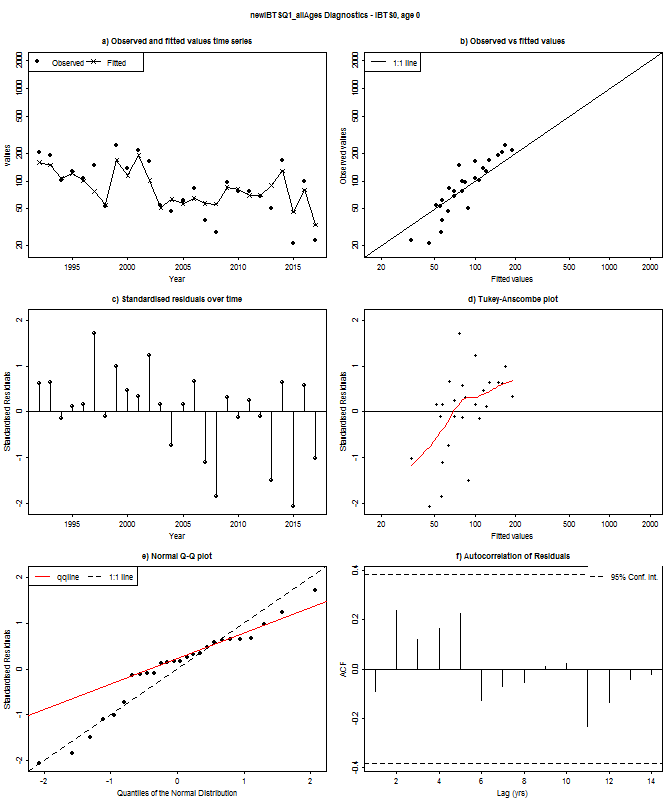 newIBTSQ1_allAges Diagnostics - IBTS0, age 0
a) Observed and fitted values time series
Observed Fitted
values
20 50 100 200 500 1000 2000
1995 2000 2005 2010 2015
Year
b) Observed vs fitted values
1:1 line
Observed values
20 50 100 200 500 1000 2000
20 50 100 200 500 1000 2000
Fitted values
c) Standardised residuals over time
Standardised Residuals
-2 -1 0 1 2
1995 2000 2005 2010 2015
Year
d) Tukey-Anscombe plot
Standardised Residuals
-2 -1 0 1 2
20 50 100 200 500 1000 2000
Fitted values
e) Normal Q-Q plot
qqline 1:1 line
Standardised Residuals
-2 -1 0 1 2
-2 -1 0 1 2
Quantiles of the Normal Distribution
f) Autocorrelation of Residuals
95% Conf. Int.
ACF
-0.4 -0.2 0.0 0.2 0.4
2 4 6 8 10 12 14
Lag (yrs)